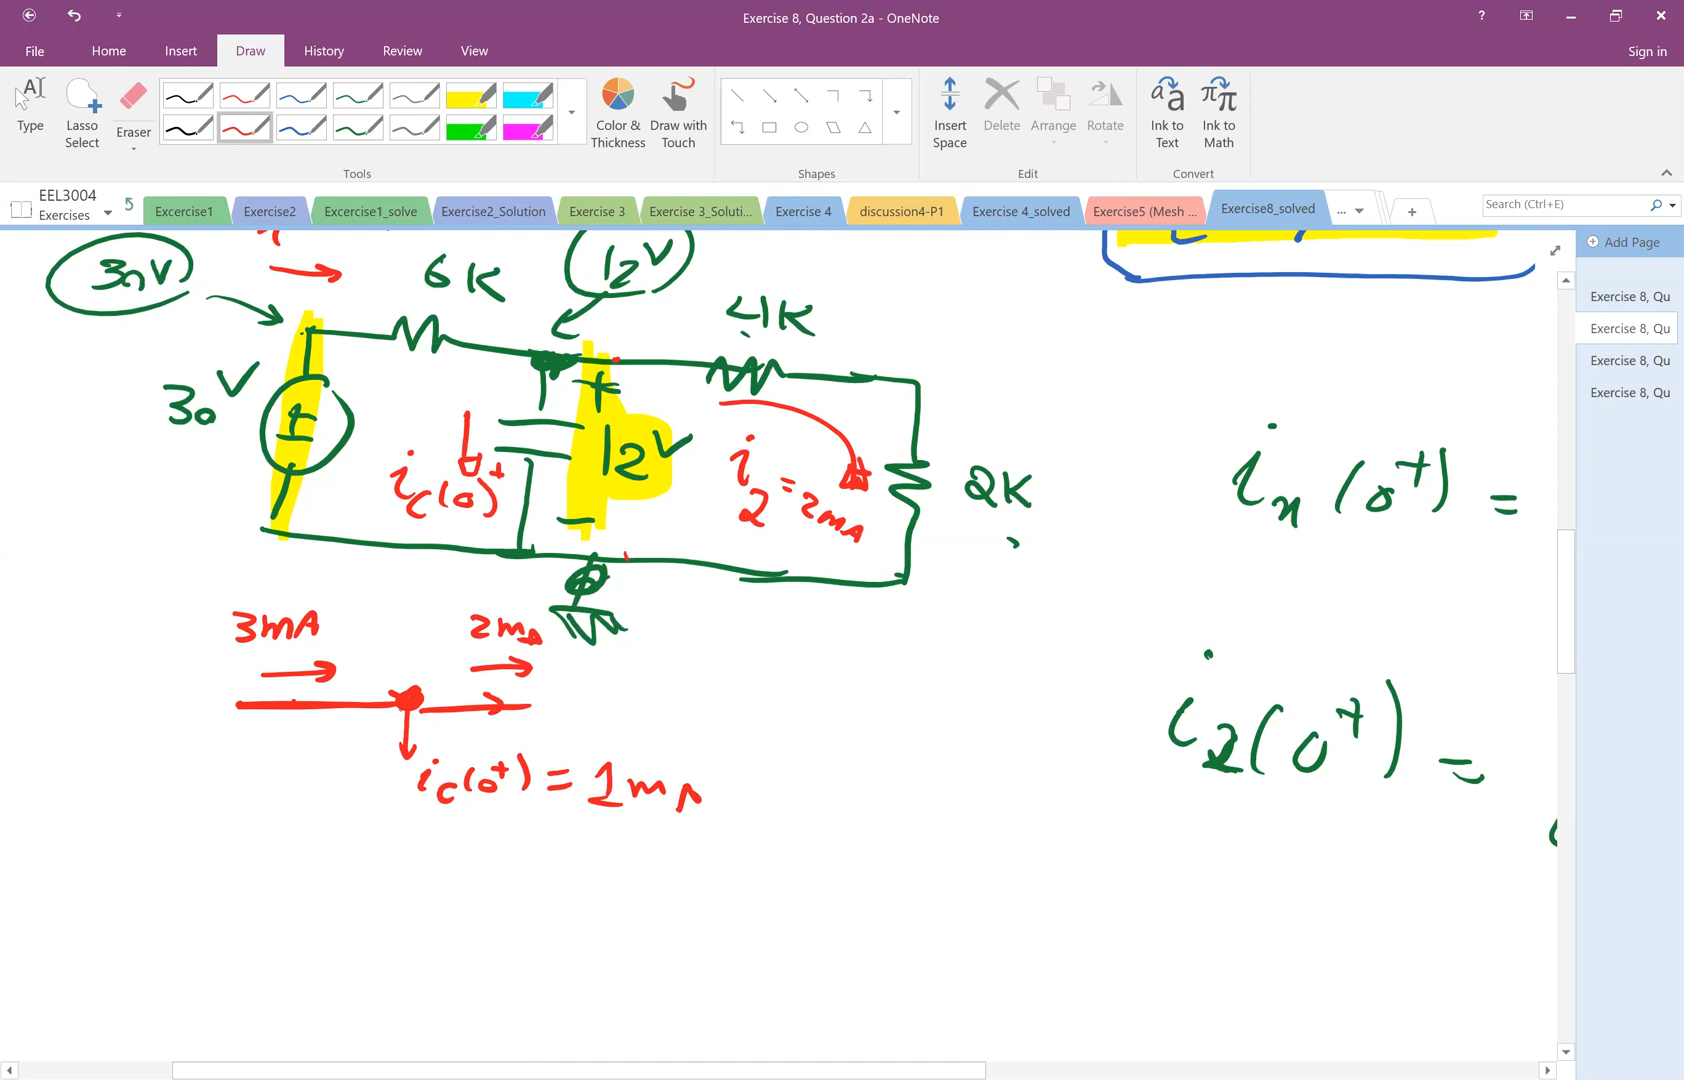 Exercise 8, Question 2a - OneNote
?
File
Home
Insert
Draw
History
Review
View
Sign in
Type
Lasso Select
Eraser
Color & Thickness
Draw with Touch
Insert Space
Delete
Arrange
Rotate
Ink to Text
Ink to Math
Tools
Shapes
Edit
Convert
EEL3004 Exercises
Excercise1
Exercise2
Excercise1_solve
Exercise2_Solution
Exercise 3
Exercise 3_Soluti...
Exercise 4
discussion4-P1
Exercise 4_solved
Exercise5 (Mesh ...
Exercise8_solved
...
Search (Ctrl+E)
Add Page
Exercise 8, Qu
Exercise 8, Qu
Exercise 8, Qu
Exercise 8, Qu
30V
6K
12V
4K
30V
+
+
12V
ic(0)+
i2=2mA
2K
ix(0+) =
3mA
2mA
ic(0+) = 1mA
i2(0+) =